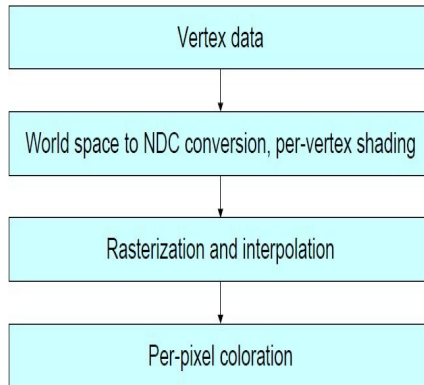 Vertex data
World space to NDC conversion, per-vertex shading
Rasterization and interpolation
Per-pixel coloration